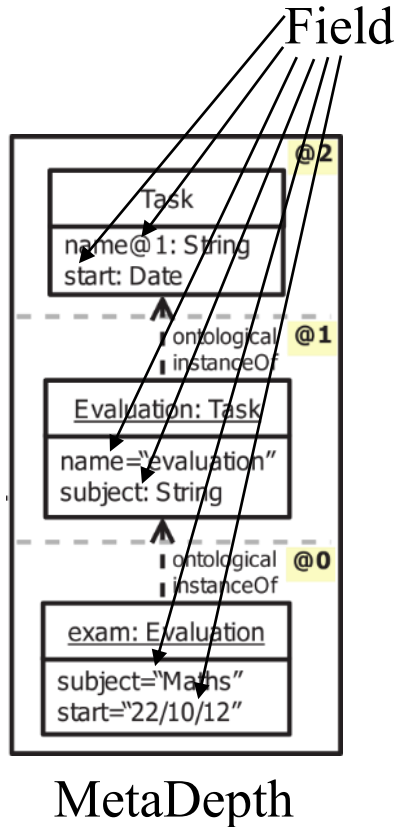 Field
@2
Task
name@1: String
start: Date
@1
ontological
instanceOf
Evaluation: Task
name=“evaluation”
subject: String
@0
ontological
instanceOf
exam: Evaluation
subject=“Maths”
start=“22/10/12”
MetaDepth